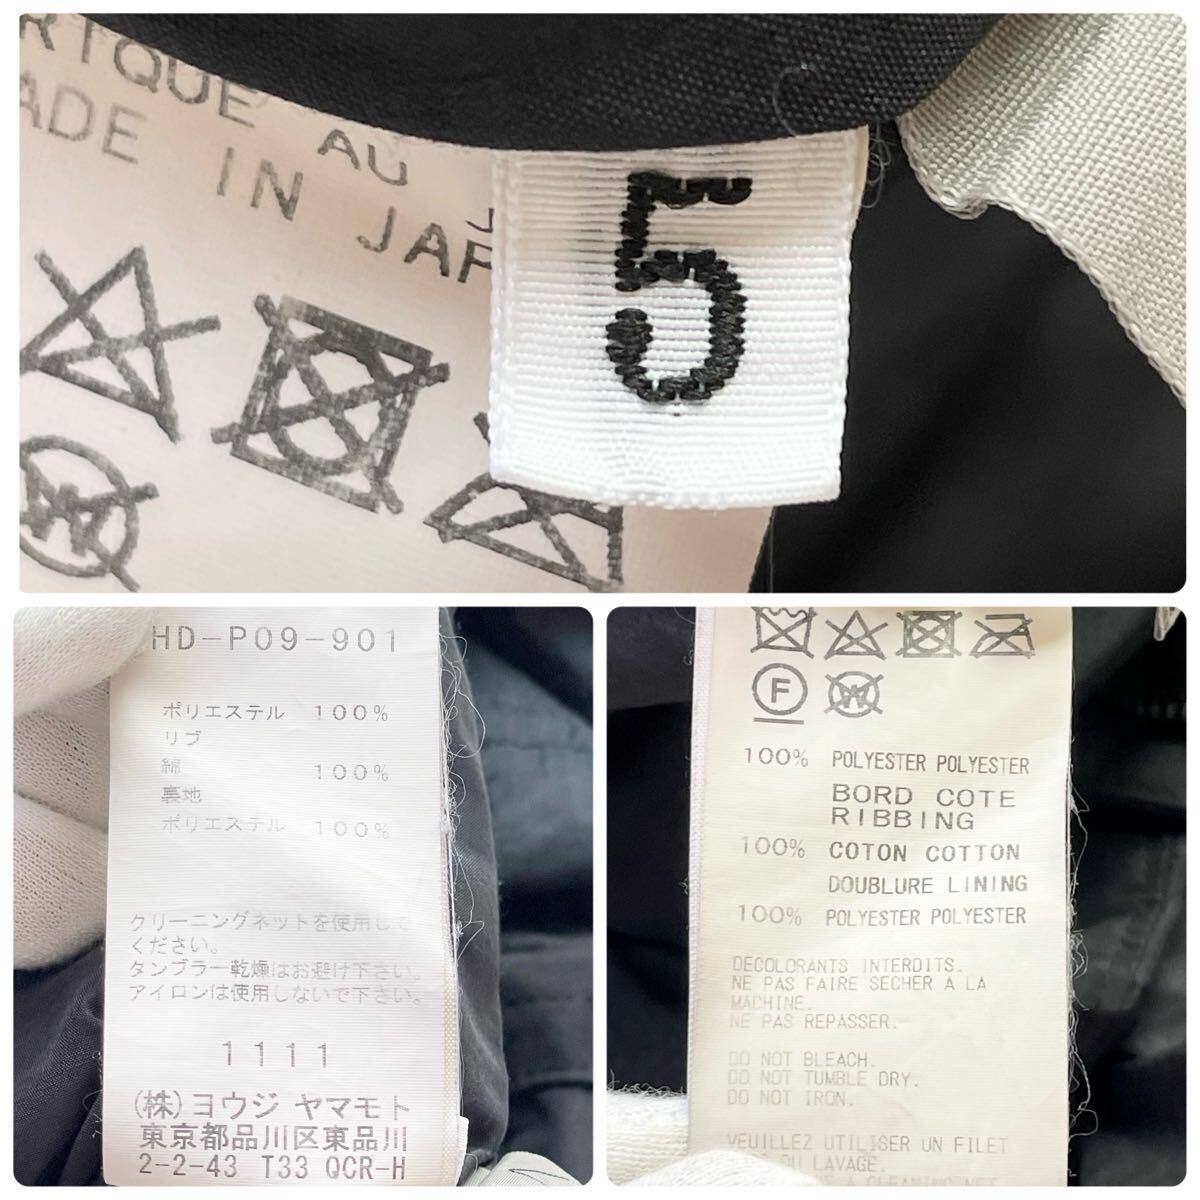 AU
MADE IN JAP
5
HD-P09-901
ポリエステル 100%
リブ
綿 100%
裏地
ポリエステル 100%
クリーニングネットを使用して
ください。
タンブラー乾燥はお避け下さい。
アイロンは使用しないで下さい。
1111
(株)ヨウジ ヤマモト
東京都品川区東品川
2-2-43 T33 QCR-H
F
W
100% POLYESTER POLYESTER
BORD COTE
RIBBING
100% COTON COTTON
DOUBLURE LINING
100% POLYESTER POLYESTER
DECOLORANTS INTERDITS.
NE PAS FAIRE SECHER A LA
MACHINE.
NE PAS REPASSER.
DO NOT BLEACH.
DO NOT TUMBLE DRY.
DO NOT IRON.
VEUILLEZ UTILISER UN FILET
DU LAVAGE.
A CLEANING NET